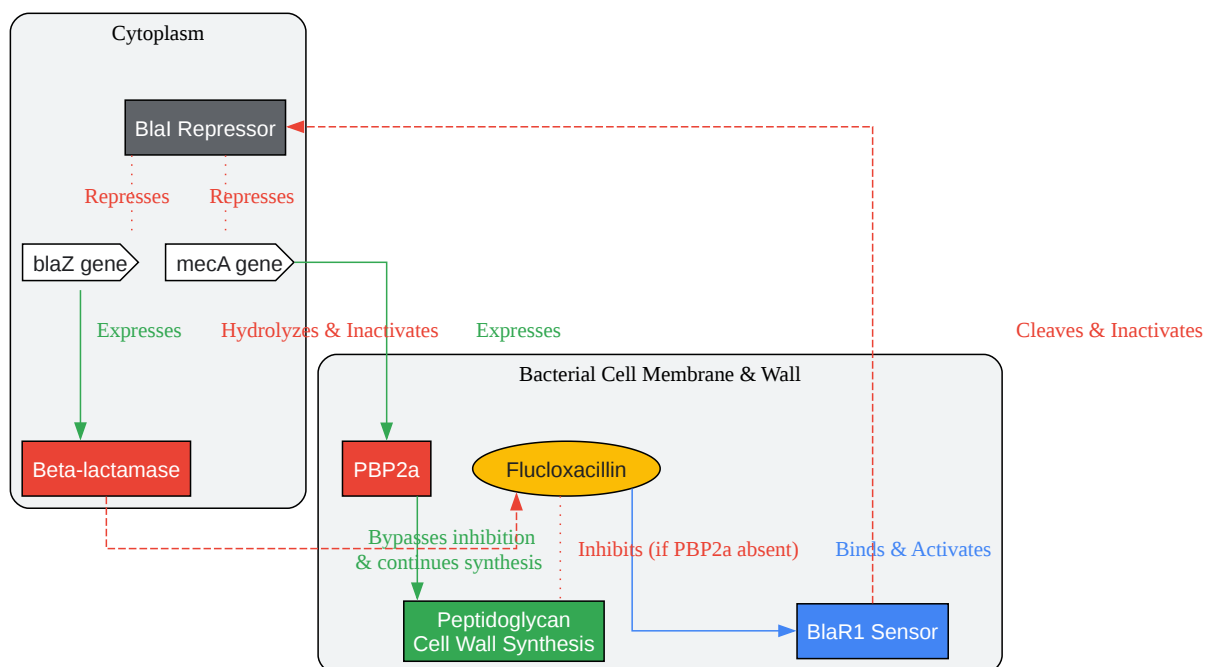 Cytoplasm
BlaI Repressor
Represses
Represses
blaZ gene
mecA gene
Expresses
Hydrolyzes & Inactivates
Expresses
Cleaves & Inactivates
Bacterial Cell Membrane & Wall
Beta-lactamase
PBP2a
Flucloxacillin
Bypasses inhibition
& continues synthesis
Inhibits (if PBP2a absent)
Binds & Activates
Peptidoglycan
Cell Wall Synthesis
BlaR1 Sensor